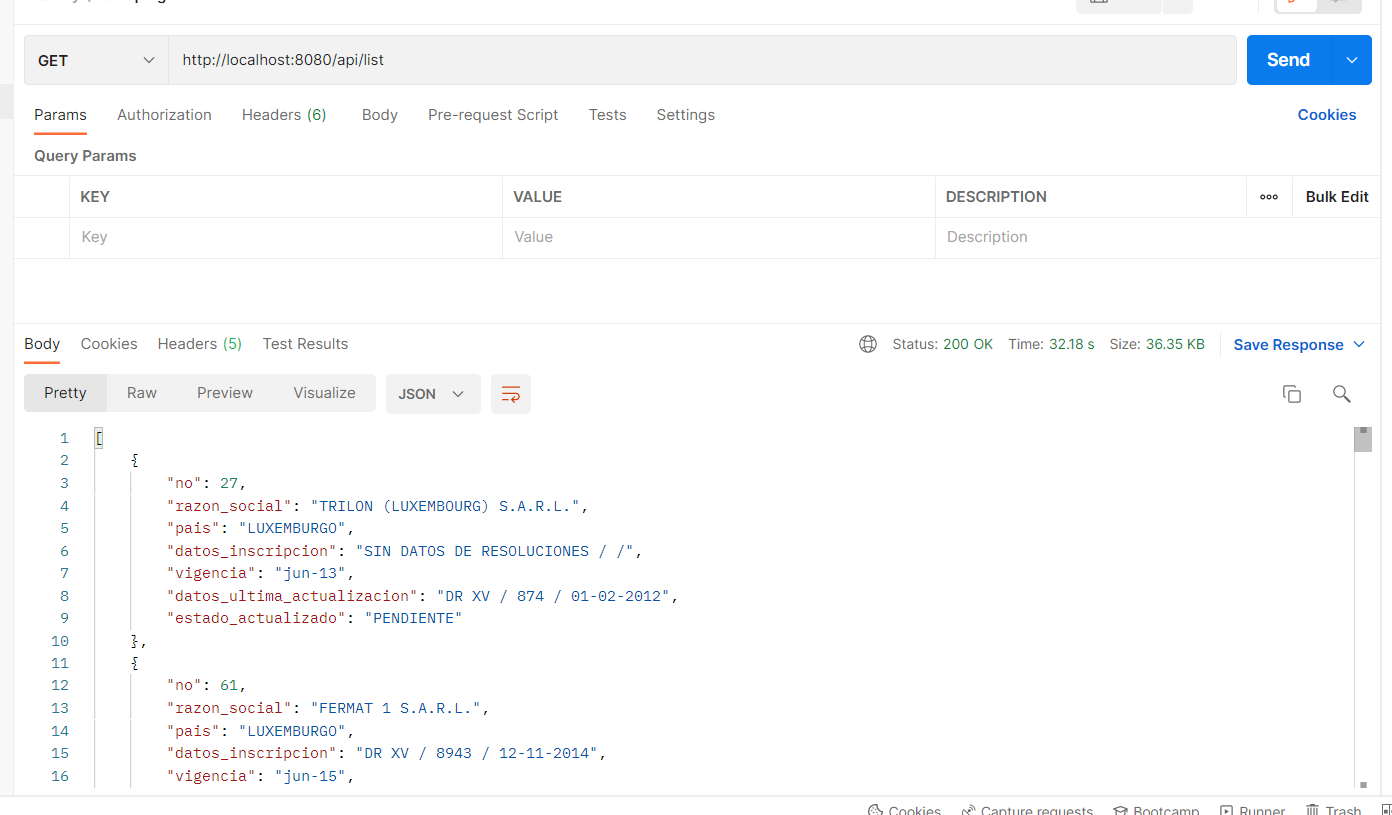 GET http://localhost:8080/api/list Send
Params Authorization Headers (6) Body Pre-request Script Tests Settings Cookies
Query Params
KEY VALUE DESCRIPTION ooo Bulk Edit
Key Value Description
Body Cookies Headers (5) Test Results Status: 200 OK Time: 32.18 s Size: 36.35 KB Save Response
Pretty Raw Preview Visualize JSON
1 [
2 {
3 "no": 27,
4 "razon_social": "TRILON (LUXEMBOURG) S.A.R.L.",
5 "pais": "LUXEMBURGO",
6 "datos_inscripcion": "SIN DATOS DE RESOLUCIONES / /",
7 "vigencia": "jun-13",
8 "datos_ultima_actualizacion": "DR XV / 874 / 01-02-2012",
9 "estado_actualizado": "PENDIENTE"
10 },
11 {
12 "no": 61,
13 "razon_social": "FERMAT 1 S.A.R.L.",
14 "pais": "LUXEMBURGO",
15 "datos_inscripcion": "DR XV / 8943 / 12-11-2014",
16 "vigencia": "jun-15",
Cookies Capture requests Bootcamp Runner Trash